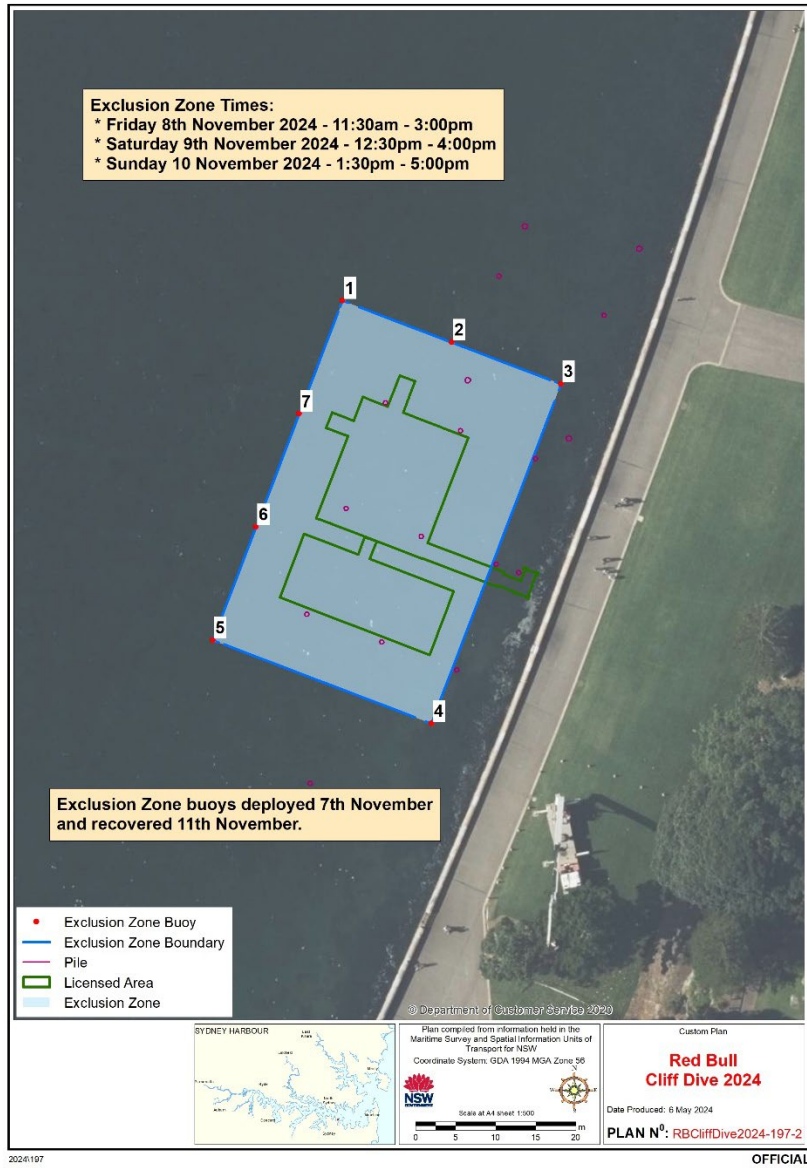 Exclusion Zone Times:
* Friday 8th November 2024 - 11:30am - 3:00pm
* Saturday 9th November 2024 - 12:30pm - 4:00pm
* Sunday 10 November 2024 - 1:30pm - 5:00pm
1
2
3
7
6
5
4
Exclusion Zone buoys deployed 7th November
and recovered 11th November.
Exclusion Zone Buoy
Exclusion Zone Boundary
Pile
Licensed Area
Exclusion Zone
© Department of Customer Service 2020
SYDNEY HARBOUR
Plan compiled from information held in the
Maritime Survey and Spatial Information Units of
Transport for NSW
Coordinate System: GDA 1994 MGA Zone 56
NSW
GOVERNMENT
N
Scale at A4 sheet 1:500
m
0 5 10 15 20
Custom Plan
Red Bull
Cliff Dive 2024
Date Produced: 6 May 2024
PLAN Nº: RBCliffDive2024-197-2
2024\197
OFFICIAL